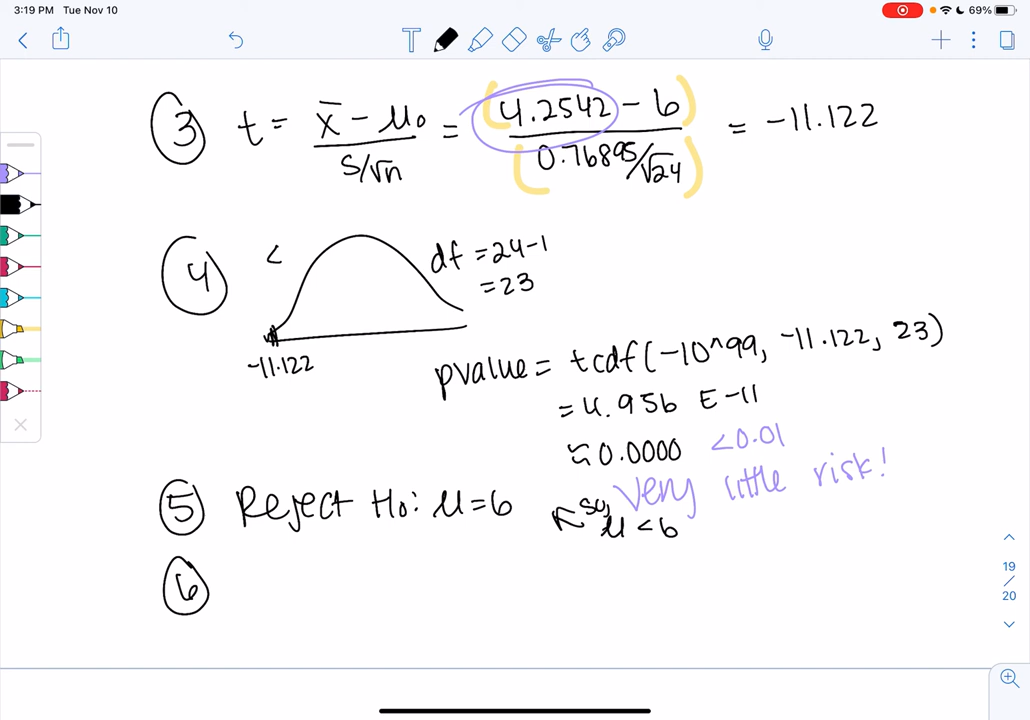 3:19 PM Tue Nov 10
69%
T
③ t = x̄ − μ₀ / S/√n = (4.2542 − 6) / (0.76895/√24) = −11.122
④ < df = 24−1
= 23
−11.122
pvalue = tcdf(−10^99, −11.122, 23)
= 4.956 E−11
≈ 0.0000 <0.01
Very little risk!
⑤ Reject H₀: μ = 6 ↖ so, μ < 6
⑥
19
/
20